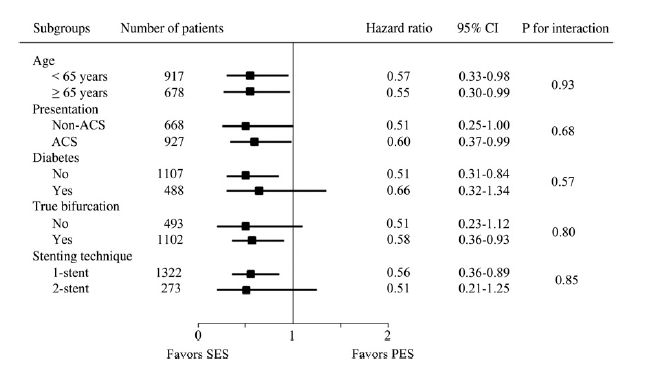 Subgroups Number of patients Hazard ratio 95% CI P for interaction
Age
< 65 years 917 0.57 0.33-0.98
≥ 65 years 678 0.55 0.30-0.99
0.93
Presentation
Non-ACS 668 0.51 0.25-1.00
ACS 927 0.60 0.37-0.99
0.68
Diabetes
No 1107 0.51 0.31-0.84
Yes 488 0.66 0.32-1.34
0.57
True bifurcation
No 493 0.51 0.23-1.12
Yes 1102 0.58 0.36-0.93
0.80
Stenting technique
1-stent 1322 0.56 0.36-0.89
2-stent 273 0.51 0.21-1.25
0.85
0 1 2
Favors SES Favors PES